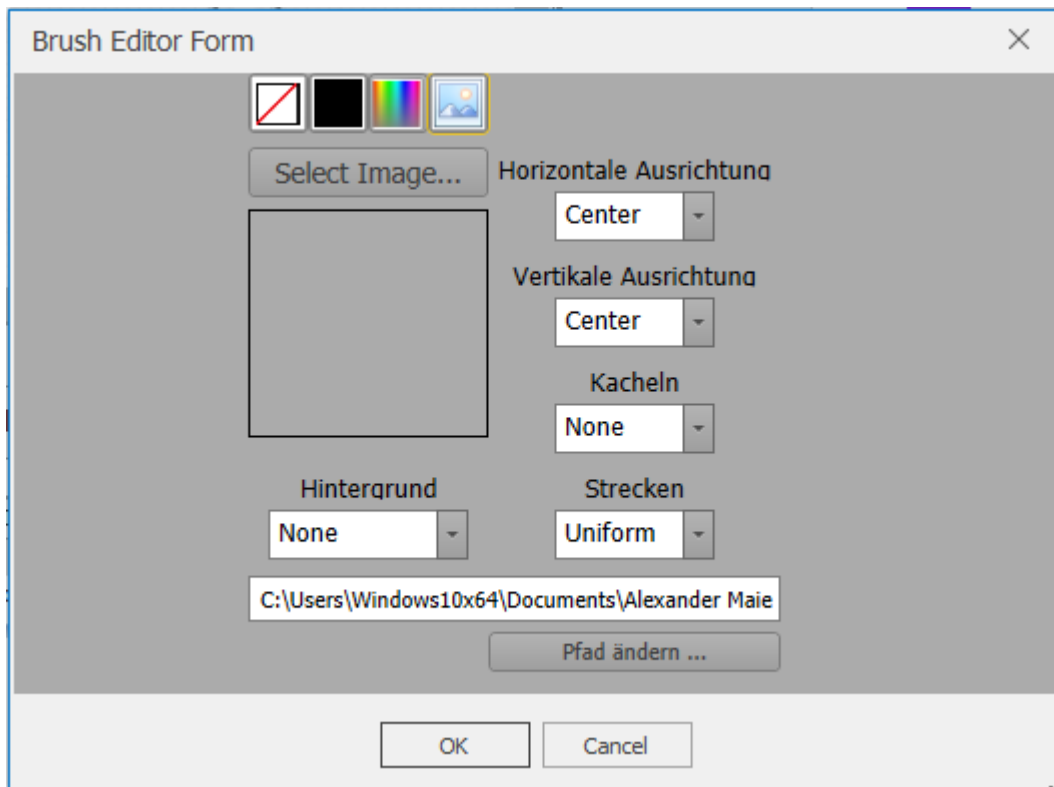 Brush Editor Form
Select Image...
Horizontale Ausrichtung
Center
Vertikale Ausrichtung
Center
Kacheln
None
Hintergrund
Strecken
None
Uniform
C:\Users\Windows10x64\Documents\Alexander Maie
Pfad ändern ...
OK
Cancel